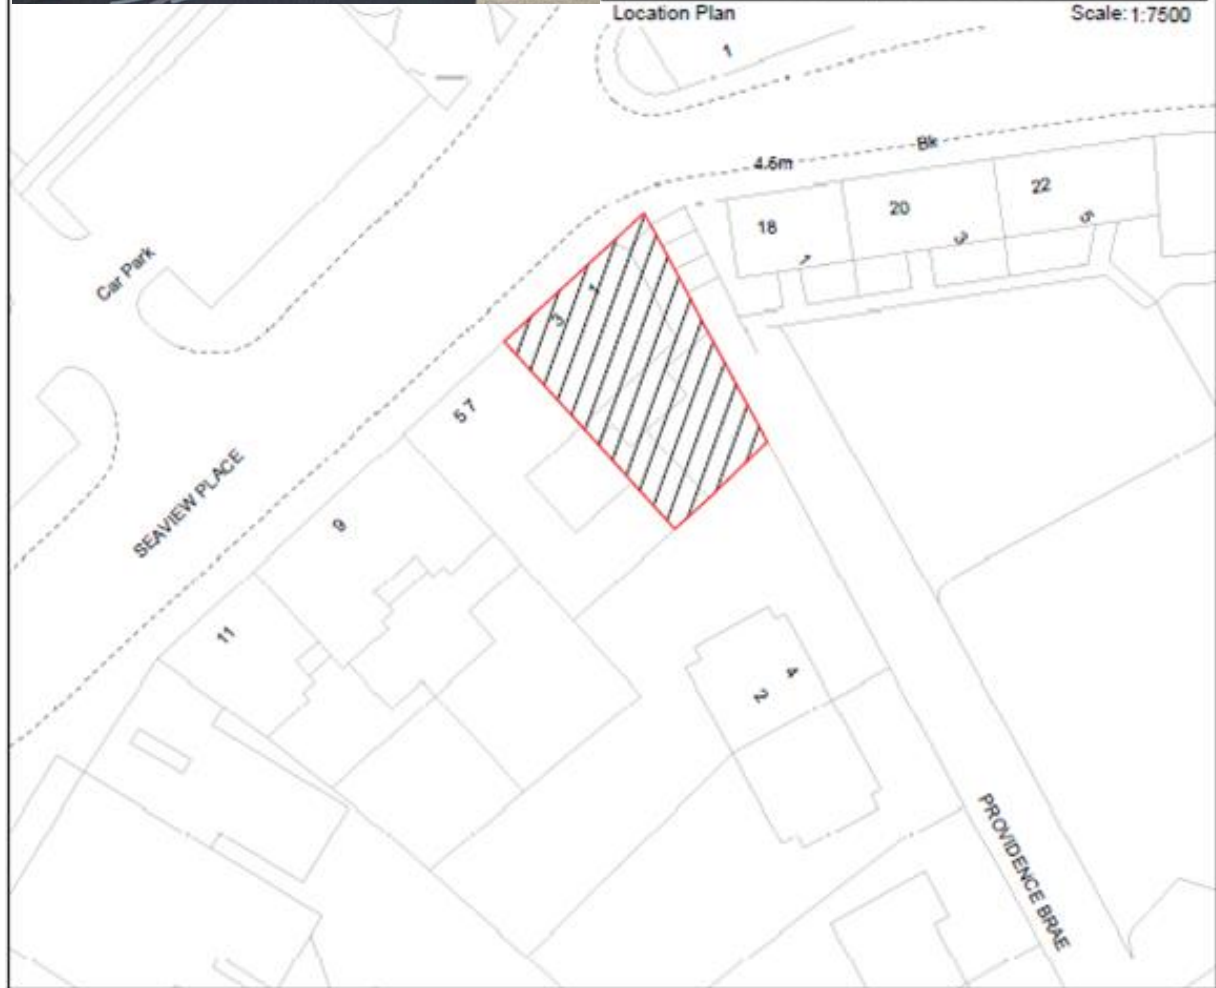 Location Plan
Scale: 1:7500
1
Bk
4.6m
22
20
18
5
3
1
Car Park
1
3
5 7
SEAVIEW PLACE
9
11
4
2
PROVIDENCE BRAE